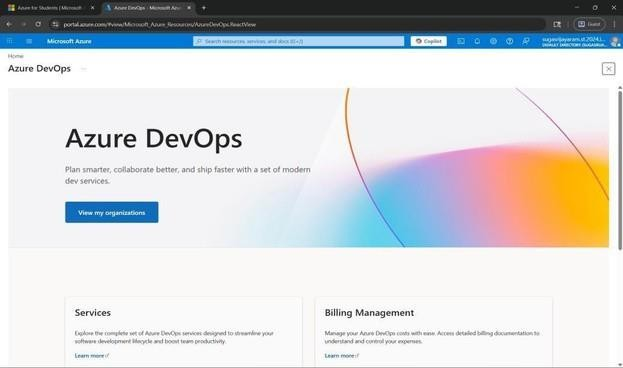 Azure for Students | Microsoft
Azure DevOps - Microsoft Azur
portal.azure.com/#view/Microsoft_Azure_Resources/AzureDevOps.ReactView
Guest
Microsoft Azure
Search resources, services, and docs (G+/)
Copilot
DEFAULT DIRECTORY
Home
Azure DevOps
Azure DevOps
Plan smarter, collaborate better, and ship faster with a set of modern
dev services.
View my organizations
Services
Billing Management
Explore the complete set of Azure DevOps services designed to streamline your
software development lifecycle and boost team productivity.
Manage your Azure DevOps costs with ease. Access detailed billing documentation to
understand and control your expenses.
Learn more
Learn more